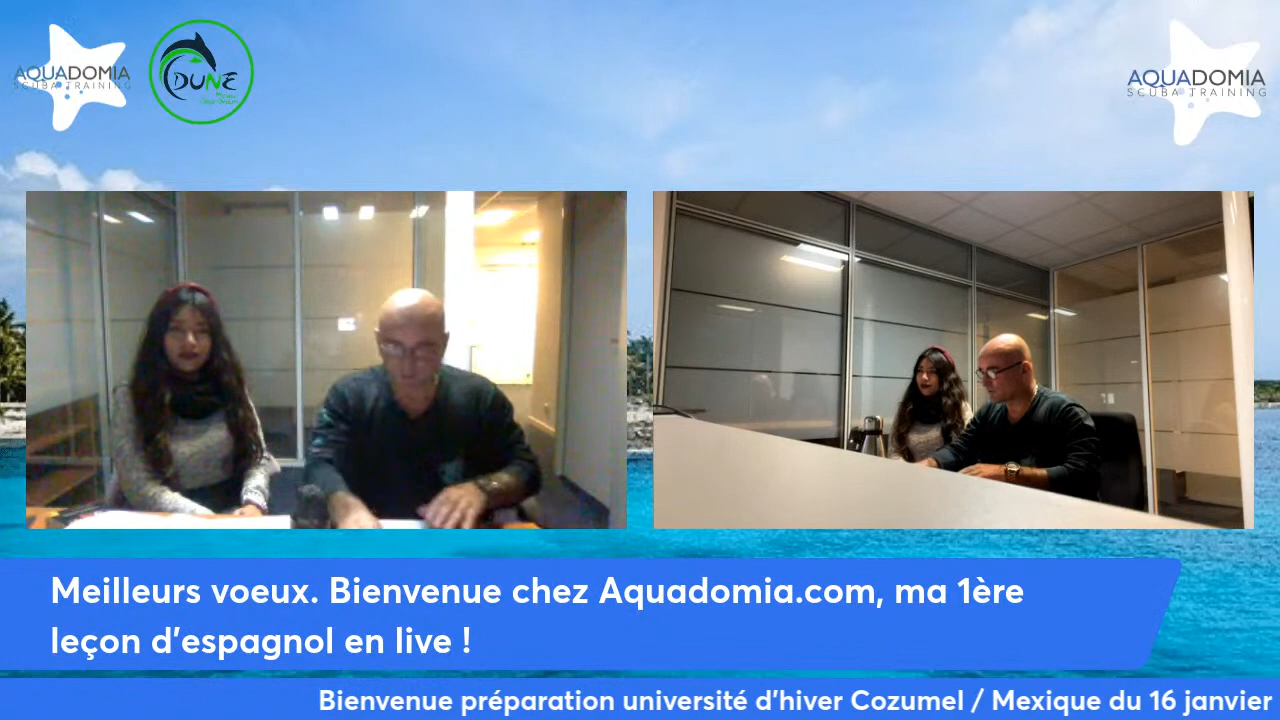 AQUADOMIA
SCUBA TRAINING
DUNE
AQUADOMIA
SCUBA TRAINING
Meilleurs voeux. Bienvenue chez Aquadomia.com, ma 1ère
leçon d'espagnol en live !
Bienvenue préparation université d'hiver Cozumel / Mexique du 16 janvier